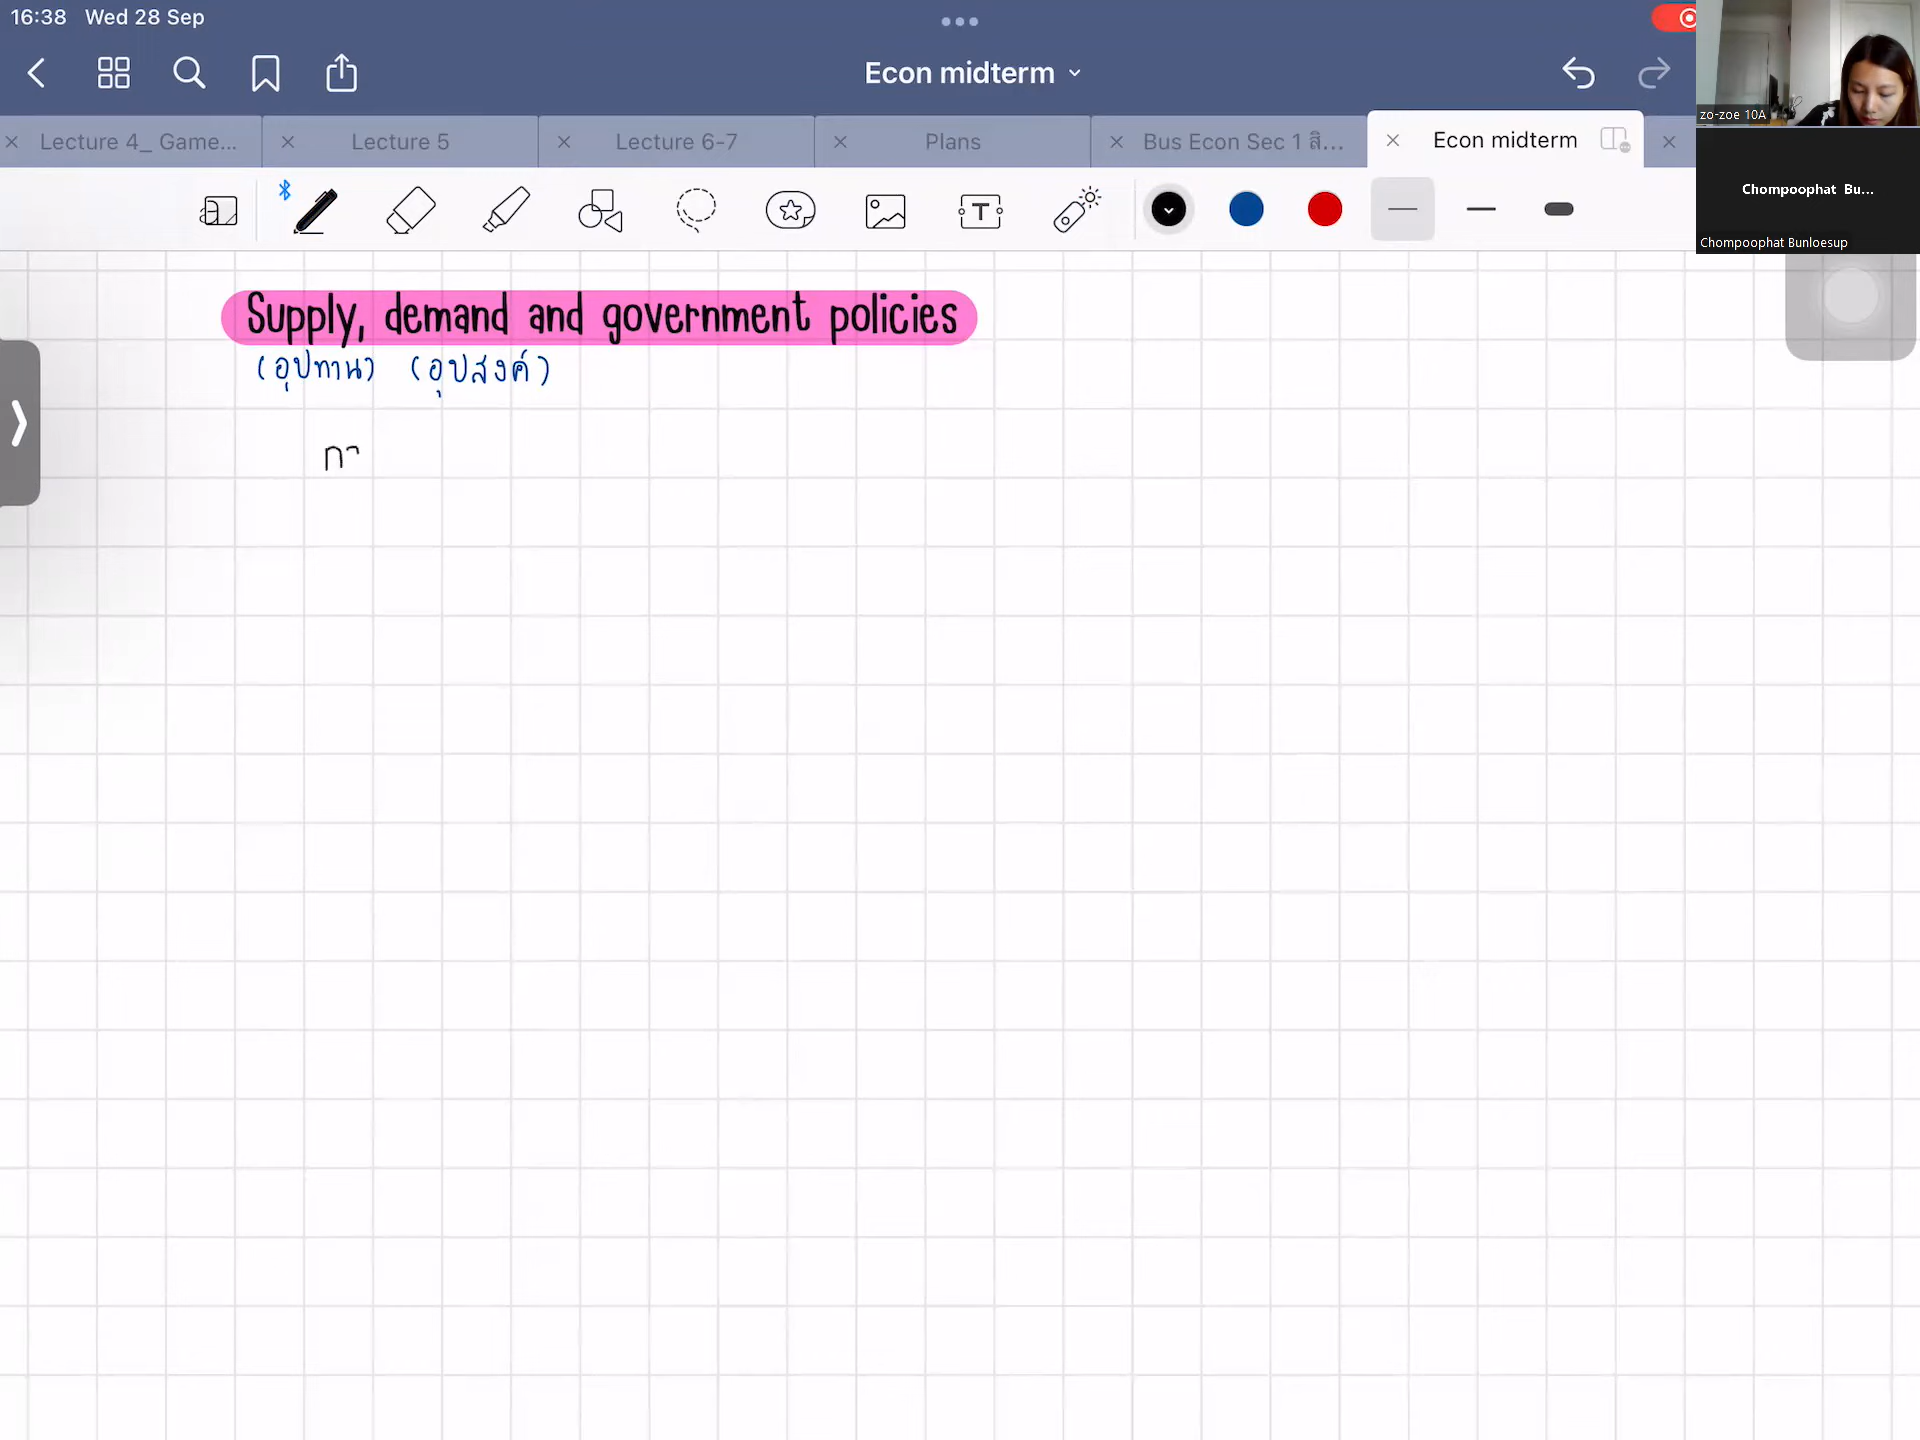 16:38 Wed 28 Sep
Econ midterm
Lecture 4_ Game...
Lecture 5
Lecture 6-7
Plans
Bus Econ Sec 1 สิ...
Econ midterm
zo-zoe 10A
Chompoophat Bu...
Chompoophat Bunloesup
Supply, demand and government policies
(อุปทาน) (อุปสงค์)